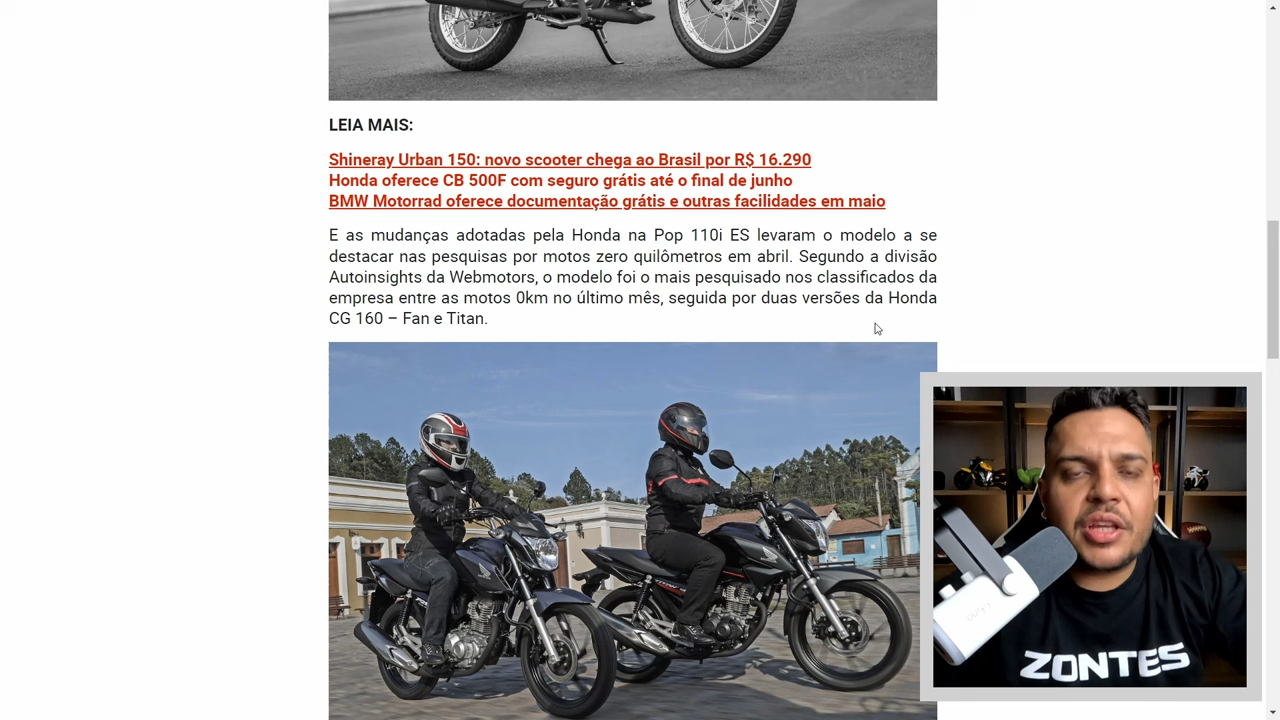 LEIA MAIS:
Shineray Urban 150: novo scooter chega ao Brasil por R$ 16.290
Honda oferece CB 500F com seguro grátis até o final de junho
BMW Motorrad oferece documentação grátis e outras facilidades em maio
E as mudanças adotadas pela Honda na Pop 110i ES levaram o modelo a se
destacar nas pesquisas por motos zero quilômetros em abril. Segundo a divisão
Autoinsights da Webmotors, o modelo foi o mais pesquisado nos classificados da
empresa entre as motos 0km no último mês, seguida por duas versões da Honda
CG 160 – Fan e Titan.
ZONTES